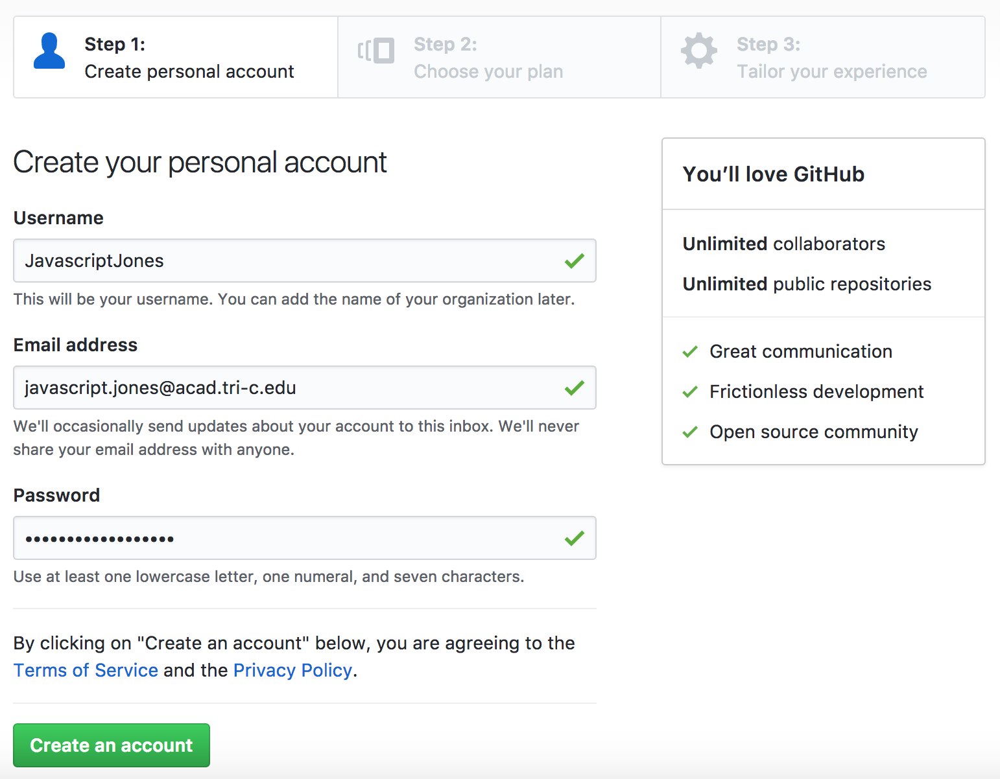 Step 1:
Create personal account
Step 2:
Choose your plan
Step 3:
Tailor your experience
Create your personal account
Username
JavascriptJones
This will be your username. You can add the name of your organization later.
Email address
javascript.jones@acad.tri-c.edu
We'll occasionally send updates about your account to this inbox. We'll never
share your email address with anyone.
Password
••••••••••••••••••
Use at least one lowercase letter, one numeral, and seven characters.
By clicking on "Create an account" below, you are agreeing to the
Terms of Service and the Privacy Policy.
Create an account
You’ll love GitHub
Unlimited collaborators
Unlimited public repositories
Great communication
Frictionless development
Open source community